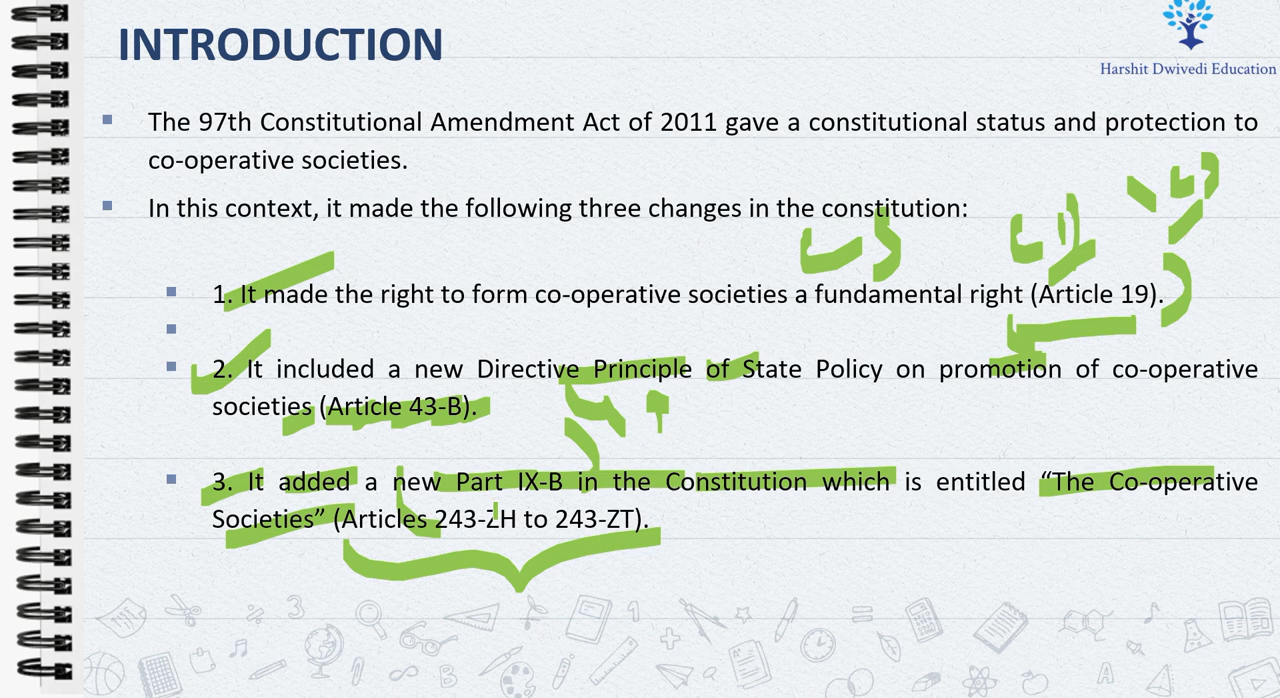 INTRODUCTION
Harshit Dwivedi Education
The 97th Constitutional Amendment Act of 2011 gave a constitutional status and protection to
co-operative societies.
In this context, it made the following three changes in the constitution:
1. It made the right to form co-operative societies a fundamental right (Article 19).
2. It included a new Directive Principle of State Policy on promotion of co-operative
societies (Article 43-B).
3. It added a new Part IX-B in the Constitution which is entitled “The Co-operative
Societies” (Articles 243-ZH to 243-ZT).